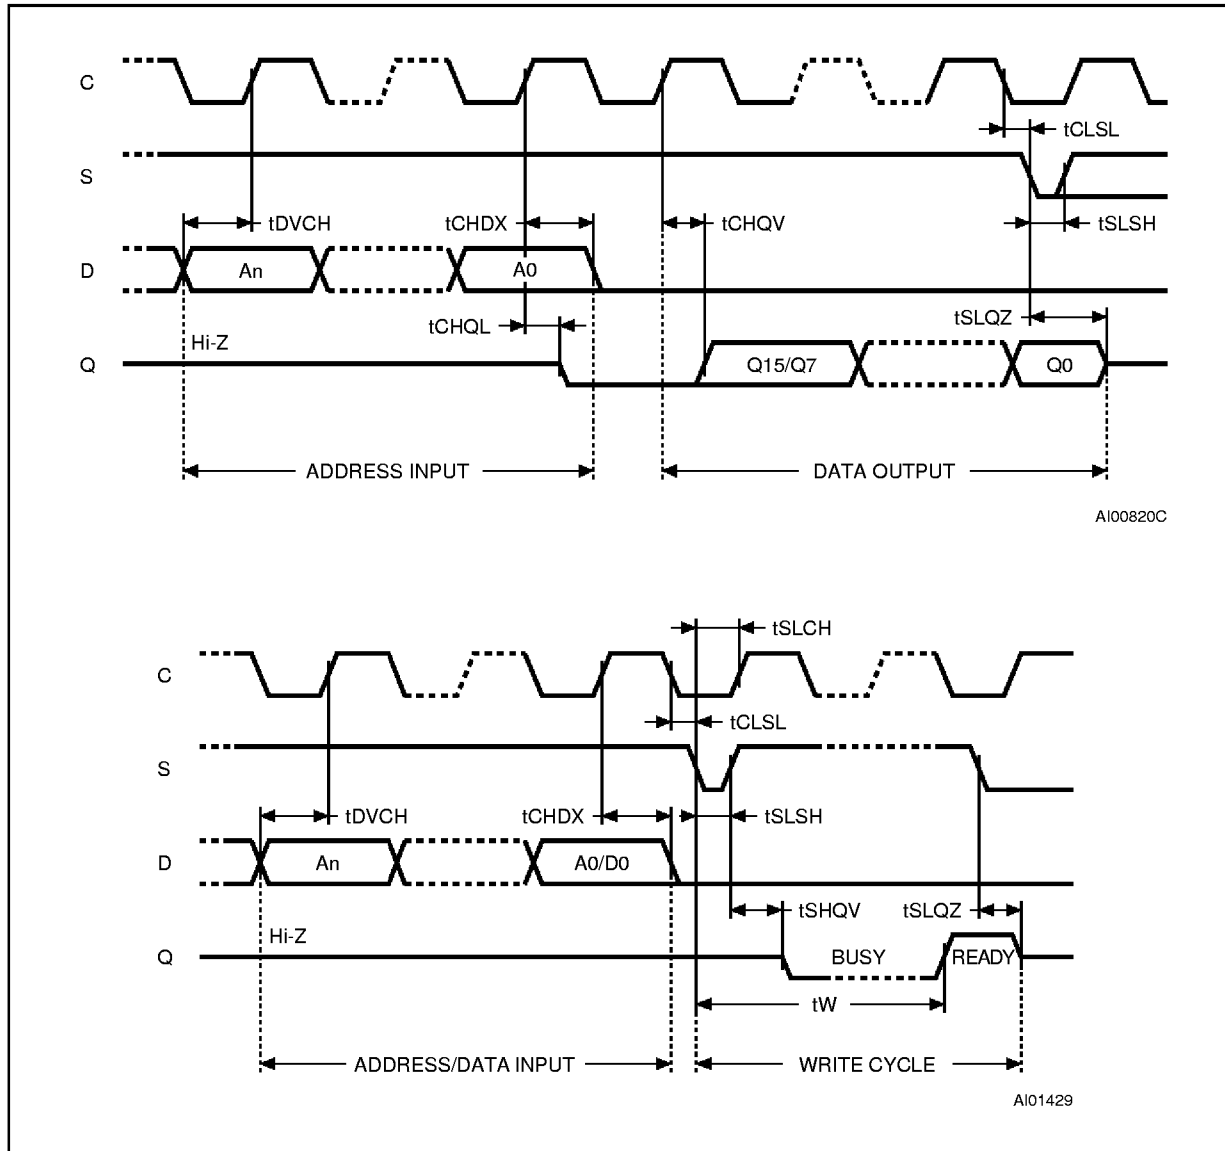 C
tCLSL
S
tDVCH
tCHDX
tCHQV
tSLSH
D
An
A0
tCHQL
tSLQZ
Hi-Z
Q
Q15/Q7
Q0
ADDRESS INPUT
DATA OUTPUT
AI00820C
tSLCH
C
tCLSL
S
tDVCH
tCHDX
tSLSH
D
An
A0/D0
tSHQV
tSLQZ
Hi-Z
Q
BUSY
READY
tW
ADDRESS/DATA INPUT
WRITE CYCLE
AI01429